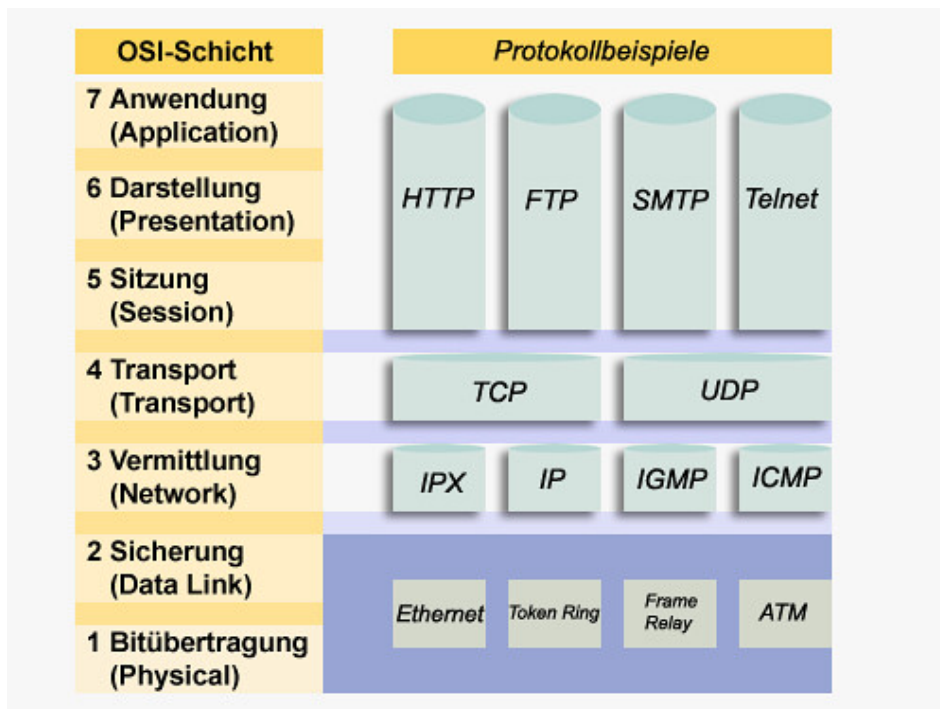 OSI-Schicht
Protokollbeispiele
7 Anwendung
(Application)
6 Darstellung
(Presentation)
5 Sitzung
(Session)
HTTP
FTP
SMTP
Telnet
4 Transport
(Transport)
TCP
UDP
3 Vermittlung
(Network)
IPX
IP
IGMP
ICMP
2 Sicherung
(Data Link)
1 Bitübertragung
(Physical)
Ethernet
Token Ring
Frame
Relay
ATM